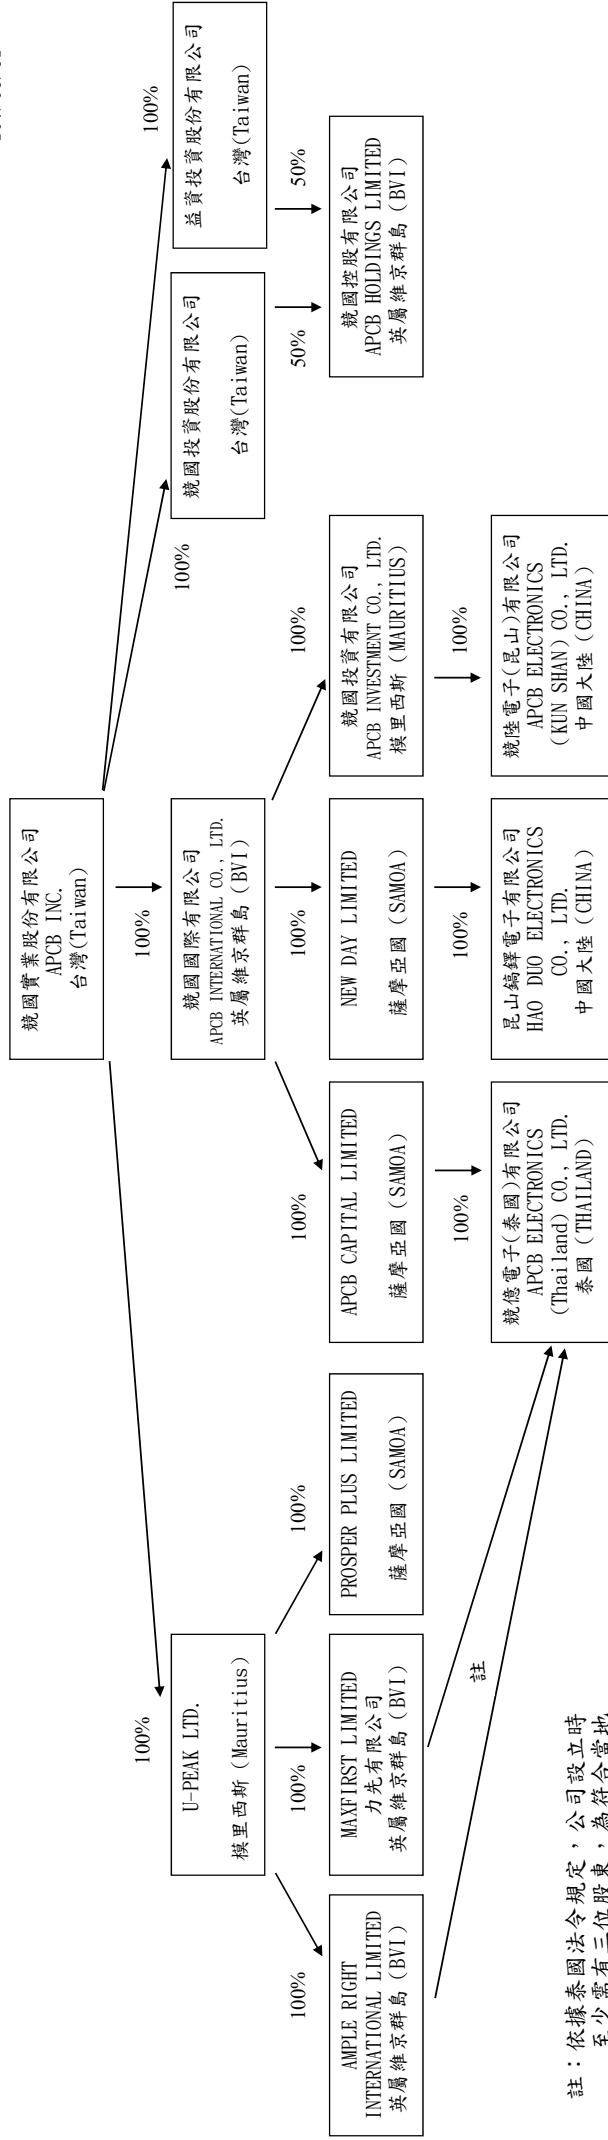 競國實業股份有限公司
APCB INC.
台灣(Taiwan)
100%
100%
100%
100%
U-PEAK LTD.
模里西斯 (Mauritius)
競國國際有限公司
APCB INTERNATIONAL CO., LTD.
英屬維京群島 (BVI)
競國投資股份有限公司
台灣(Taiwan)
益資投資股份有限公司
台灣(Taiwan)
100%
100%
100%
100%
100%
100%
50%
50%
AMPLE RIGHT
INTERNATIONAL LIMITED
英屬維京群島 (BVI)
MAXFIRST LIMITED
力先有限公司
英屬維京群島 (BVI)
PROSPER PLUS LIMITED
薩摩亞國 (SAMOA)
APCB CAPITAL LIMITED
薩摩亞國 (SAMOA)
NEW DAY LIMITED
薩摩亞國 (SAMOA)
競國投資有限公司
APCB INVESTMENT CO., LTD.
模里西斯 (MAURITIUS)
競國控股有限公司
APCB HOLDINGS LIMITED
英屬維京群島 (BVI)
註
100%
100%
100%
競億電子(泰國)有限公司
APCB ELECTRONICS
(Thailand) CO., LTD.
泰國 (THAILAND)
昆山鎬鐸電子有限公司
HAO DUO ELECTRONICS
CO., LTD.
中國大陸 (CHINA)
競陸電子(昆山)有限公司
APCB ELECTRONICS
(KUN SHAN) CO., LTD.
中國大陸 (CHINA)
註：依據泰國法令規定，公司設立時
至少需有三位股東，為符合當地